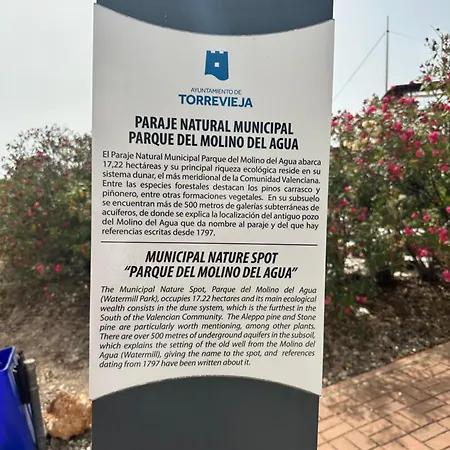 AYUNTAMIENTO DE
TORREVIEJA
PARAJE NATURAL MUNICIPAL
PARQUE DEL MOLINO DEL AGUA
El Paraje Natural Municipal Parque del Molino del Agua abarca
17,22 hectáreas y su principal riqueza ecológica reside en su
sistema dunar, el más meridional de la Comunidad Valenciana.
Entre las especies forestales destacan los pinos carrasco y
piñonero, entre otras formaciones vegetales. En su subsuelo
se encuentran más de 500 metros de galerías subterráneas de
acuíferos, de donde se explica la localización del antiguo pozo
del Molino del Agua que da nombre al paraje y del que hay
referencias escritas desde 1797.
MUNICIPAL NATURE SPOT
"PARQUE DEL MOLINO DEL AGUA"
The Municipal Nature Spot, Parque del Molino del Agua
(Watermill Park), occupies 17.22 hectares and its main ecological
wealth consists in the dune system, which is the furthest in the
South of the Valencian Community. The Aleppo pine and Stone
pine are particularly worth mentioning, among other plants.
There are over 500 metres of underground aquifers in the subsoil,
which explains the setting of the old well from the Molino del
Agua (Watermill), giving the name to the spot, and references
dating from 1797 have been written about it.